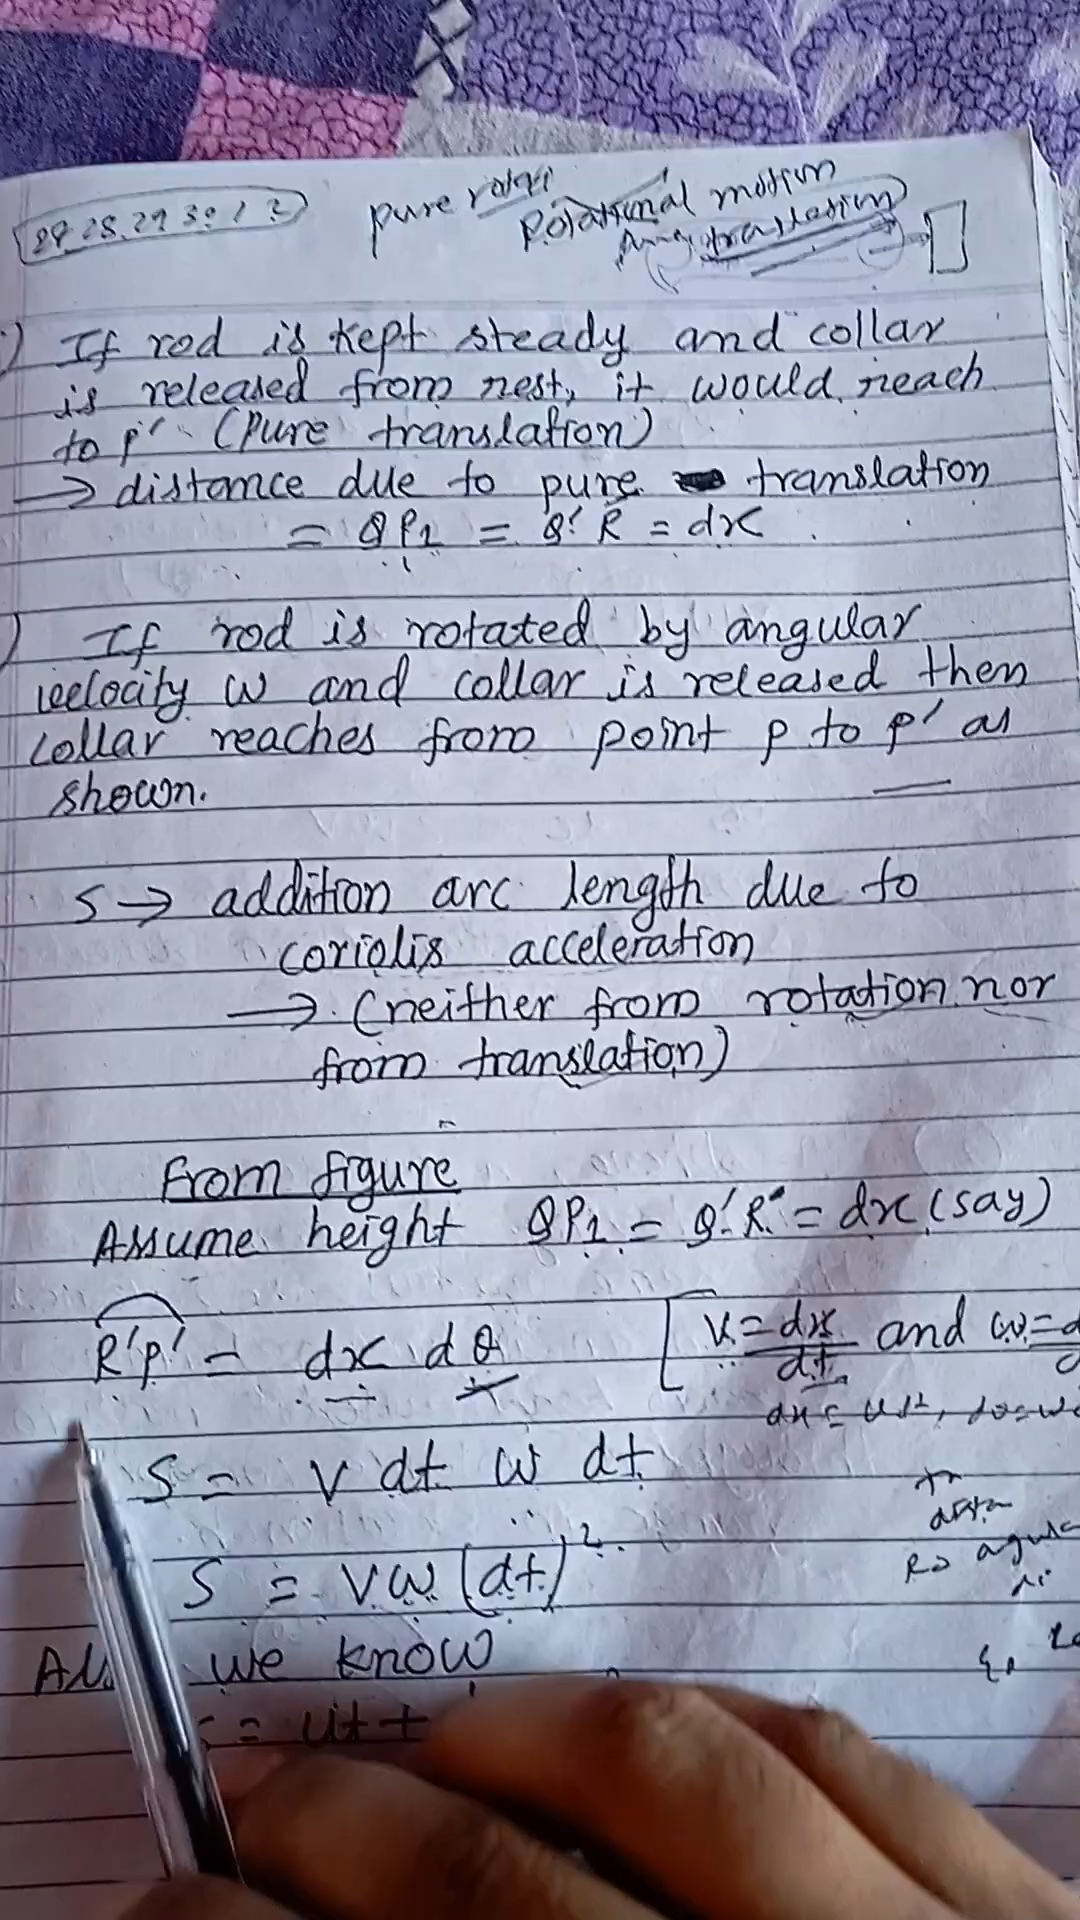 pure rotati
Rotational motion
translation
If rod is kept steady and collar
is released from rest, it would reach
to p' (Pure translation)
→ distance due to pure translation
= QP1 = Q'R = dx
If rod is rotated by angular
velocity w and collar is released then
collar reaches from point p to p' as
shown.
S → addition arc length due to
coriolis acceleration
→ (neither from rotation nor
from translation)
From figure
Assume height QP1 = Q'R = dx (say)
R'p' = dx dθ [V = dx/dt and w =
S = V dt w dt
S = Vw (dt)².
we know
= ut +